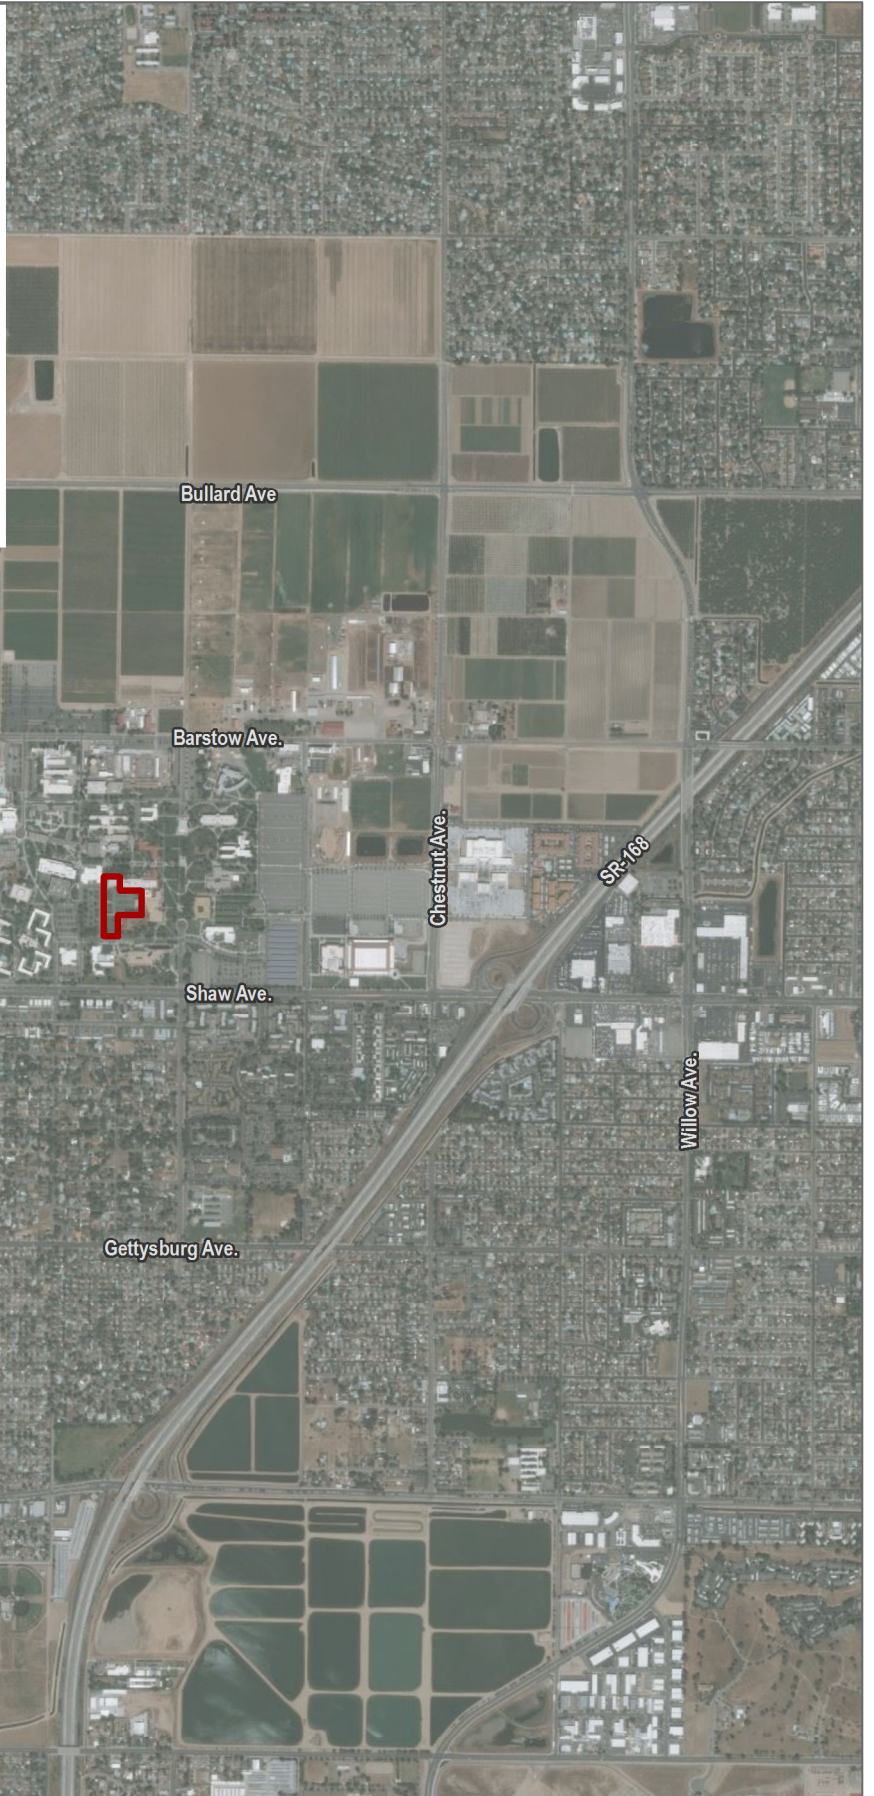 Bullard Ave
Barstow Ave.
Chestnut Ave.
SR-168
Shaw Ave.
Willow Ave.
Gettysburg Ave.